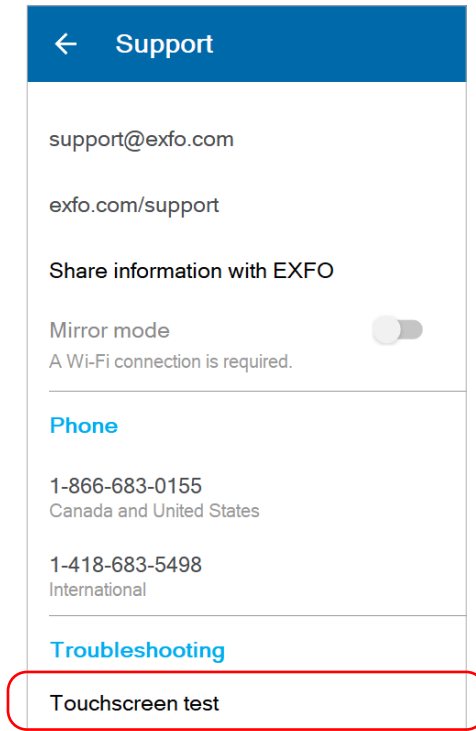 Support
support@exfo.com
exfo.com/support
Share information with EXFO
Mirror mode
A Wi-Fi connection is required.
Phone
1-866-683-0155
Canada and United States
1-418-683-5498
International
Troubleshooting
Touchscreen test